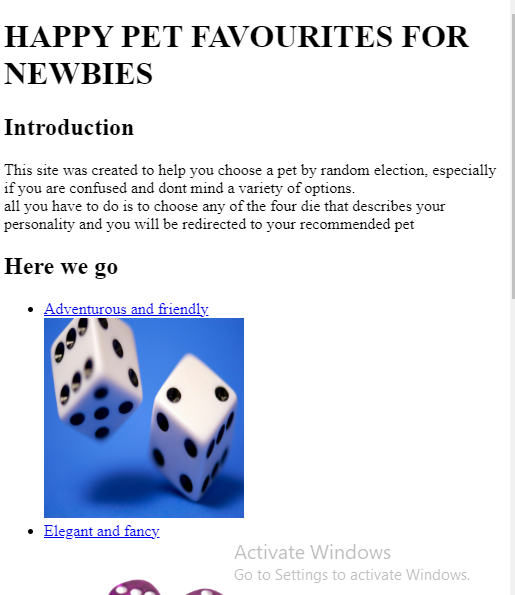 HAPPY PET FAVOURITES FOR
NEWBIES
Introduction
This site was created to help you choose a pet by random election, especially
if you are confused and dont mind a variety of options.
all you have to do is to choose any of the four die that describes your
personality and you will be redirected to your recommended pet
Here we go
Adventurous and friendly
Elegant and fancy
Activate Windows
Go to Settings to activate Windows.